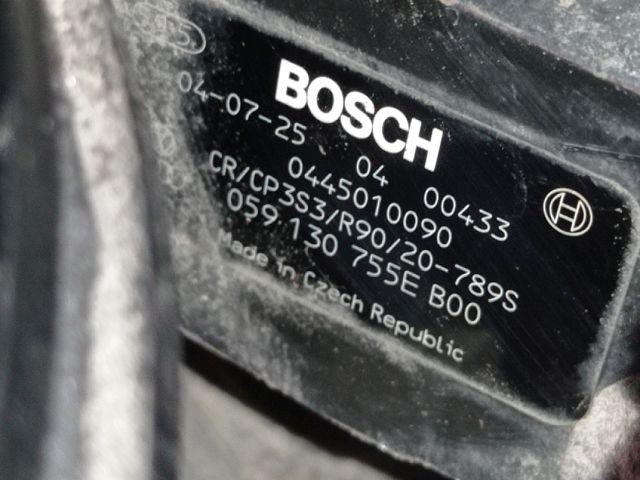 BOSCH
04-07-25 04 00433
0445010090
CR/CP3S3/R90/20-789S
059 130 755E B00
Made in Czech Republic